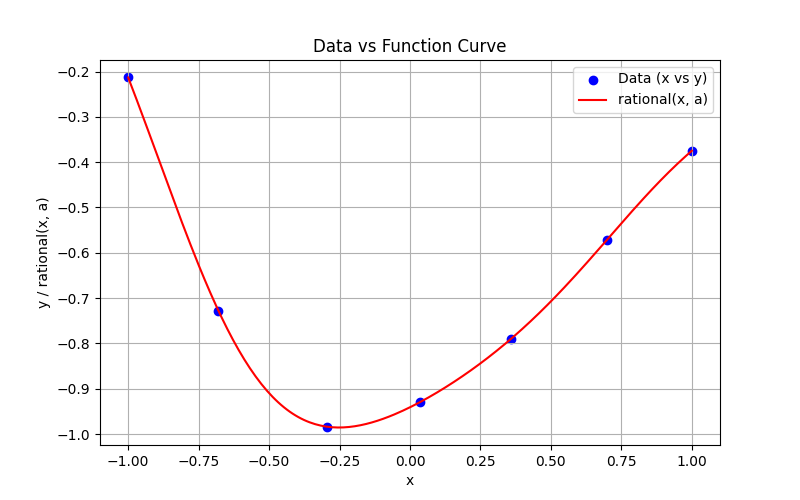 Data vs Function Curve
Data (x vs y)
rational(x, a)
y / rational(x, a)
−0.2
−0.3
−0.4
−0.5
−0.6
−0.7
−0.8
−0.9
−1.0
−1.00 −0.75 −0.50 −0.25 0.00 0.25 0.50 0.75 1.00
x